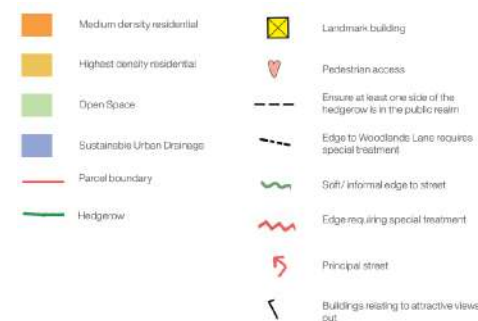 Medium density residential
Highest density residential
Open Space
Sustainable Urban Drainage
Parcel boundary
Hedgerow
Landmark building
Pedestrian access
Ensure at least one side of the
hedgerow is in the public realm
Edge to Woodlands Lane requires
special treatment
Soft/ informal edge to street
Edge requiring special treatment
Principal street
Buildings relating to attractive views
out